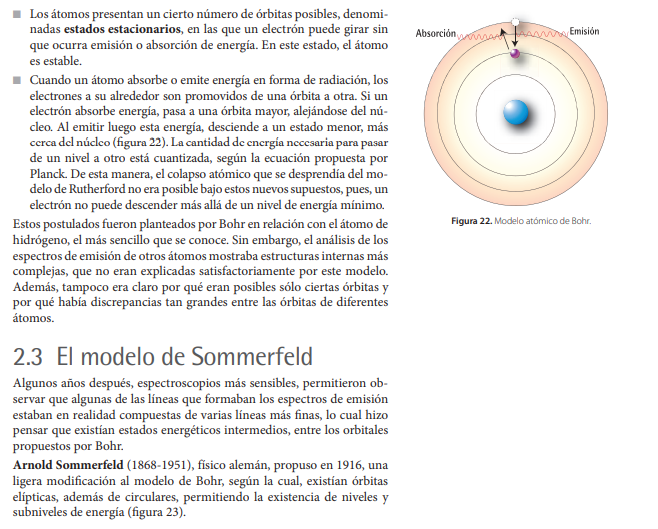 ■ Los átomos presentan un cierto número de órbitas posibles, denomi-
nadas estados estacionarios, en las que un electrón puede girar sin
que ocurra emisión o absorción de energía. En este estado, el átomo
es estable.
■ Cuando un átomo absorbe o emite energía en forma de radiación, los
electrones a su alrededor son promovidos de una órbita a otra. Si un
electrón absorbe energía, pasa a una órbita mayor, alejándose del nú-
cleo. Al emitir luego esta energía, desciende a un estado menor, más
cerca del núcleo (figura 22). La cantidad de energía necesaria para pasar
de un nivel a otro está cuantizada, según la ecuación propuesta por
Planck. De esta manera, el colapso atómico que se desprendía del mo-
delo de Rutherford no era posible bajo estos nuevos supuestos, pues, un
electrón no puede descender más allá de un nivel de energía mínimo.
Estos postulados fueron planteados por Bohr en relación con el átomo de
hidrógeno, el más sencillo que se conoce. Sin embargo, el análisis de los
espectros de emisión de otros átomos mostraba estructuras internas más
complejas, que no eran explicadas satisfactoriamente por este modelo.
Además, tampoco era claro por qué eran posibles sólo ciertas órbitas y
por qué había discrepancias tan grandes entre las órbitas de diferentes
átomos.
2.3 El modelo de Sommerfeld
Algunos años después, espectroscopios más sensibles, permitieron ob-
servar que algunas de las líneas que formaban los espectros de emisión
estaban en realidad compuestas de varias líneas más finas, lo cual hizo
pensar que existían estados energéticos intermedios, entre los orbitales
propuestos por Bohr.
Arnold Sommerfeld (1868-1951), físico alemán, propuso en 1916, una
ligera modificación al modelo de Bohr, según la cual, existían órbitas
elípticas, además de circulares, permitiendo la existencia de niveles y
subniveles de energía (figura 23).
Absorción
Emisión
Figura 22. Modelo atómico de Bohr.